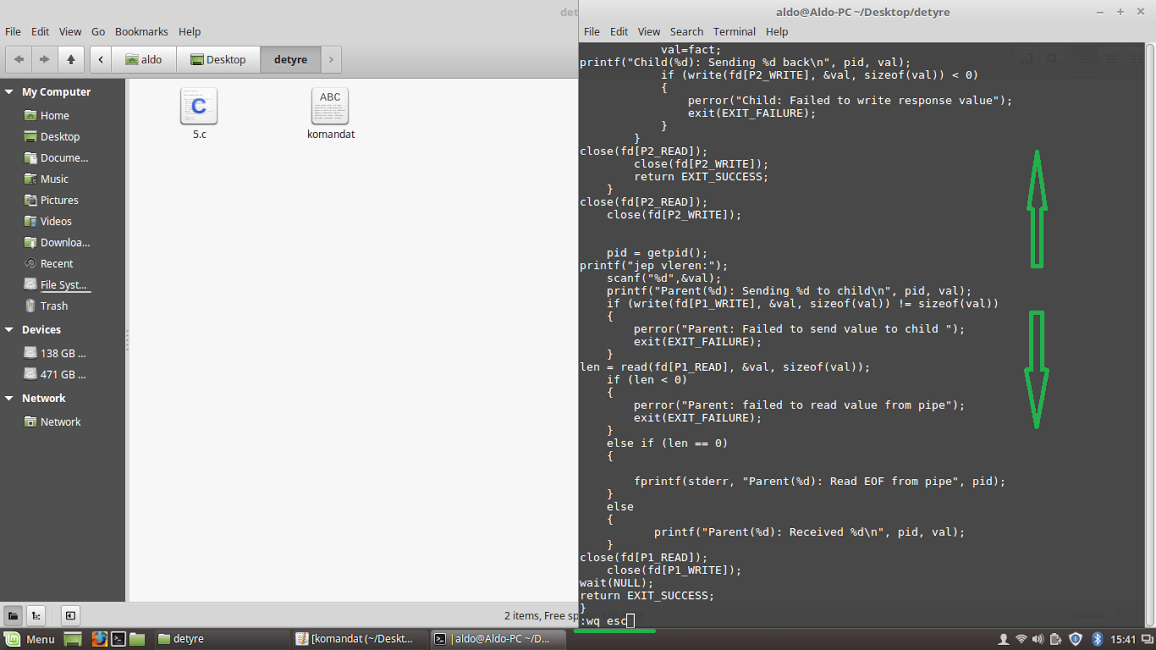 det
File Edit View Go Bookmarks Help
aldo
Desktop
detyre
My Computer
Home
Desktop
Docume...
Music
Pictures
Videos
Downloa...
Recent
File Syst...
Trash
Devices
138 GB ...
471 GB ...
Network
Network
C
5.c
ABC
komandat
2 items, Free sp
aldo@Aldo-PC ~/Desktop/detyre
File Edit View Search Terminal Help
val=fact;
printf("Child(%d): Sending %d back\n", pid, val);
if (write(fd[P2_WRITE], &val, sizeof(val)) < 0)
{
perror("Child: Failed to write response value");
exit(EXIT_FAILURE);
}
}
close(fd[P2_READ]);
close(fd[P2_WRITE]);
return EXIT_SUCCESS;
}
close(fd[P2_READ]);
close(fd[P2_WRITE]);
pid = getpid();
printf("jep vleren:");
scanf("%d",&val);
printf("Parent(%d): Sending %d to child\n", pid, val);
if (write(fd[P1_WRITE], &val, sizeof(val)) != sizeof(val))
{
perror("Parent: Failed to send value to child ");
exit(EXIT_FAILURE);
}
len = read(fd[P1_READ], &val, sizeof(val));
if (len < 0)
{
perror("Parent: failed to read value from pipe");
exit(EXIT_FAILURE);
}
else if (len == 0)
{
fprintf(stderr, "Parent(%d): Read EOF from pipe", pid);
}
else
{
printf("Parent(%d): Received %d\n", pid, val);
}
close(fd[P1_READ]);
close(fd[P1_WRITE]);
wait(NULL);
return EXIT_SUCCESS;
}
:wq esc
Menu
detyre
[komandat (~/Deskt...
aldo@Aldo-PC ~/D...
15:41